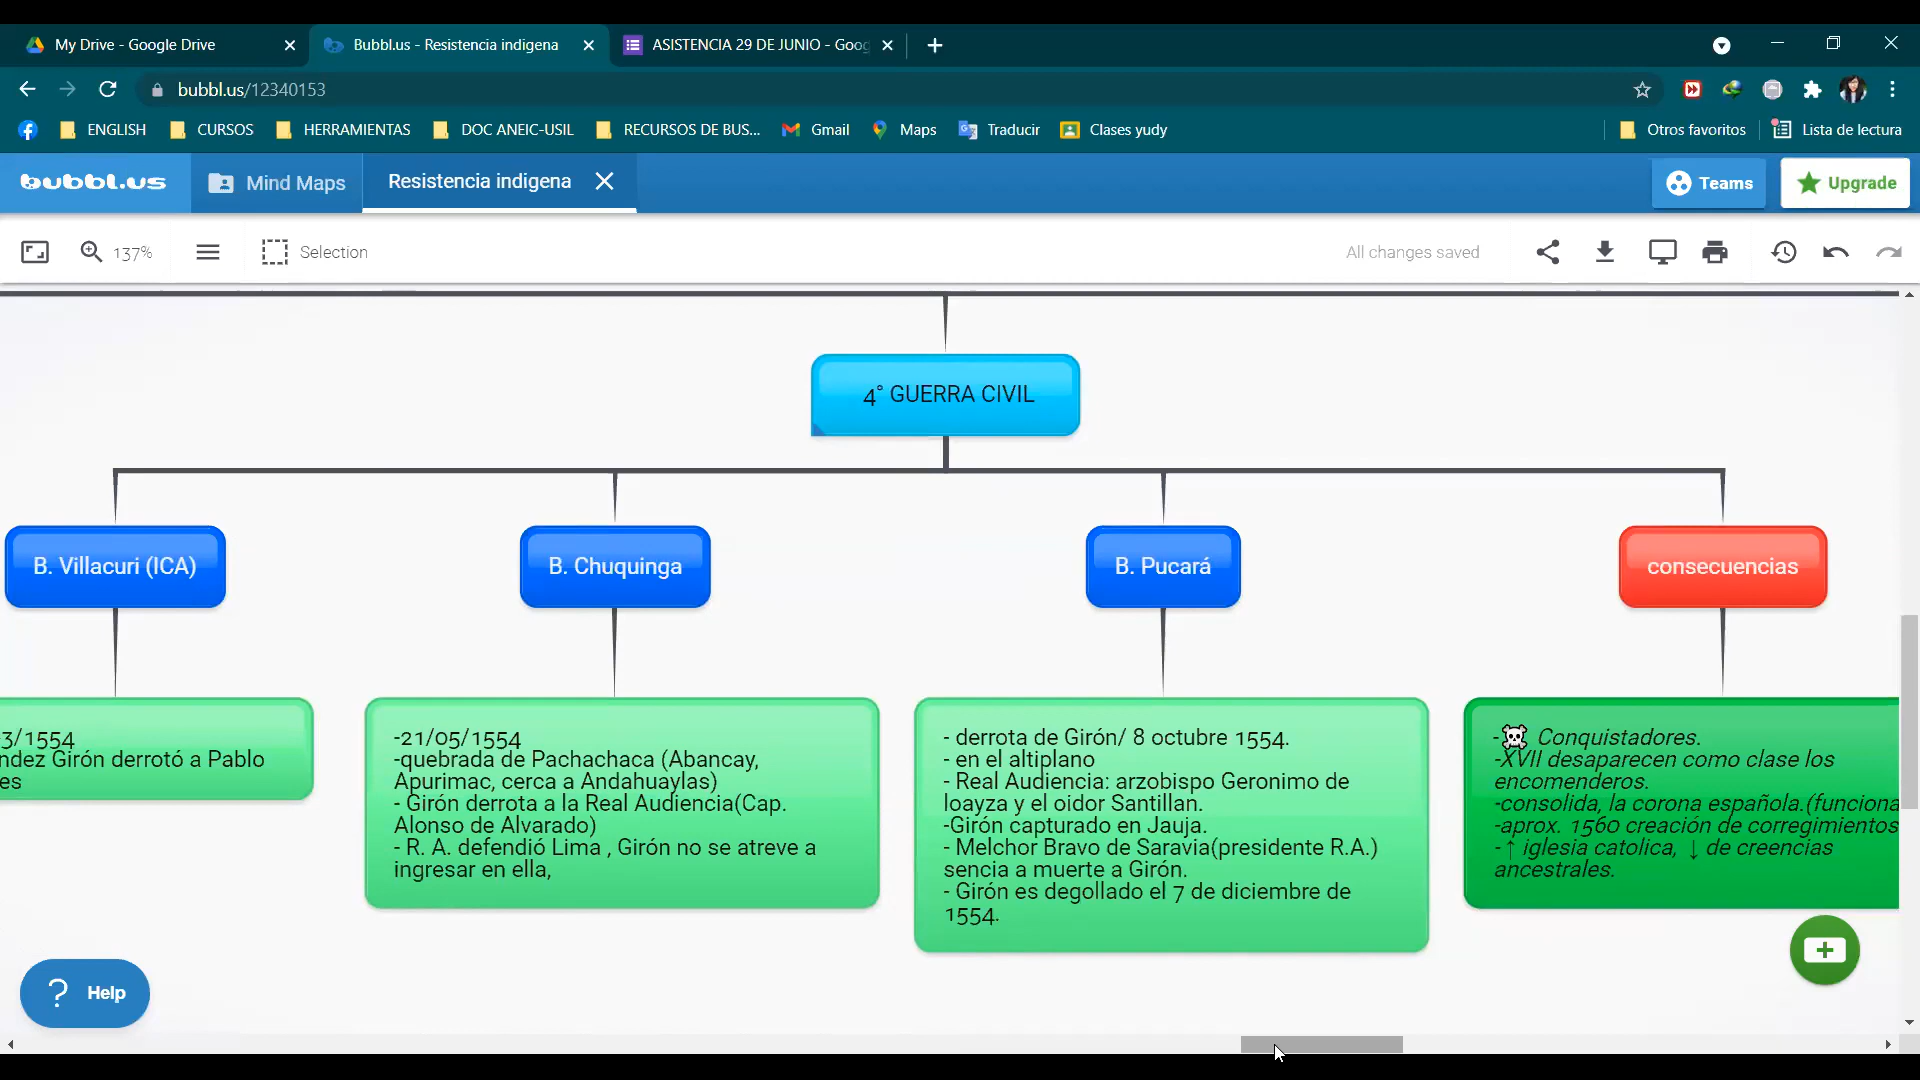 My Drive - Google Drive
Bubbl.us - Resistencia indigena
ASISTENCIA 29 DE JUNIO - Goog
bubbl.us/12340153
ENGLISH
CURSOS
HERRAMIENTAS
DOC ANEIC-USIL
RECURSOS DE BUS...
Gmail
Maps
Traducir
Clases yudy
Otros favoritos
Lista de lectura
bubbl.us
Mind Maps
Resistencia indigena
Teams
Upgrade
137%
Selection
All changes saved
4° GUERRA CIVIL
B. Villacuri (ICA)
B. Chuquinga
B. Pucará
consecuencias
3/1554
ndez Girón derrotó a Pablo
es
-21/05/1554
-quebrada de Pachachaca (Abancay,
Apurimac, cerca a Andahuaylas)
- Girón derrota a la Real Audiencia(Cap.
Alonso de Alvarado)
- R. A. defendió Lima , Girón no se atreve a
ingresar en ella,
- derrota de Girón/ 8 octubre 1554.
- en el altiplano
- Real Audiencia: arzobispo Geronimo de
loayza y el oidor Santillan.
-Girón capturado en Jauja.
- Melchor Bravo de Saravia(presidente R.A.)
sencia a muerte a Girón.
- Girón es degollado el 7 de diciembre de
1554.
-☠ Conquistadores.
-XVII desaparecen como clase los
encomenderos.
-consolida, la corona española.(funciona
-aprox. 1560 creación de corregimientos
-↑ iglesia catolica, ↓ de creencias
ancestrales.
? Help